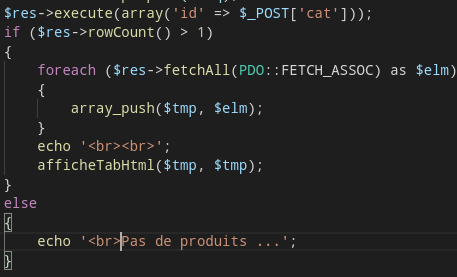 $res->execute(array('id' => $_POST['cat']));
if ($res->rowCount() > 1)
{
    foreach ($res->fetchAll(PDO::FETCH_ASSOC) as $elm)
    {
        array_push($tmp, $elm);
    }
    echo '<br><br>';
    afficheTabHtml($tmp, $tmp);
}
else
{
    echo '<br>Pas de produits ...';
}